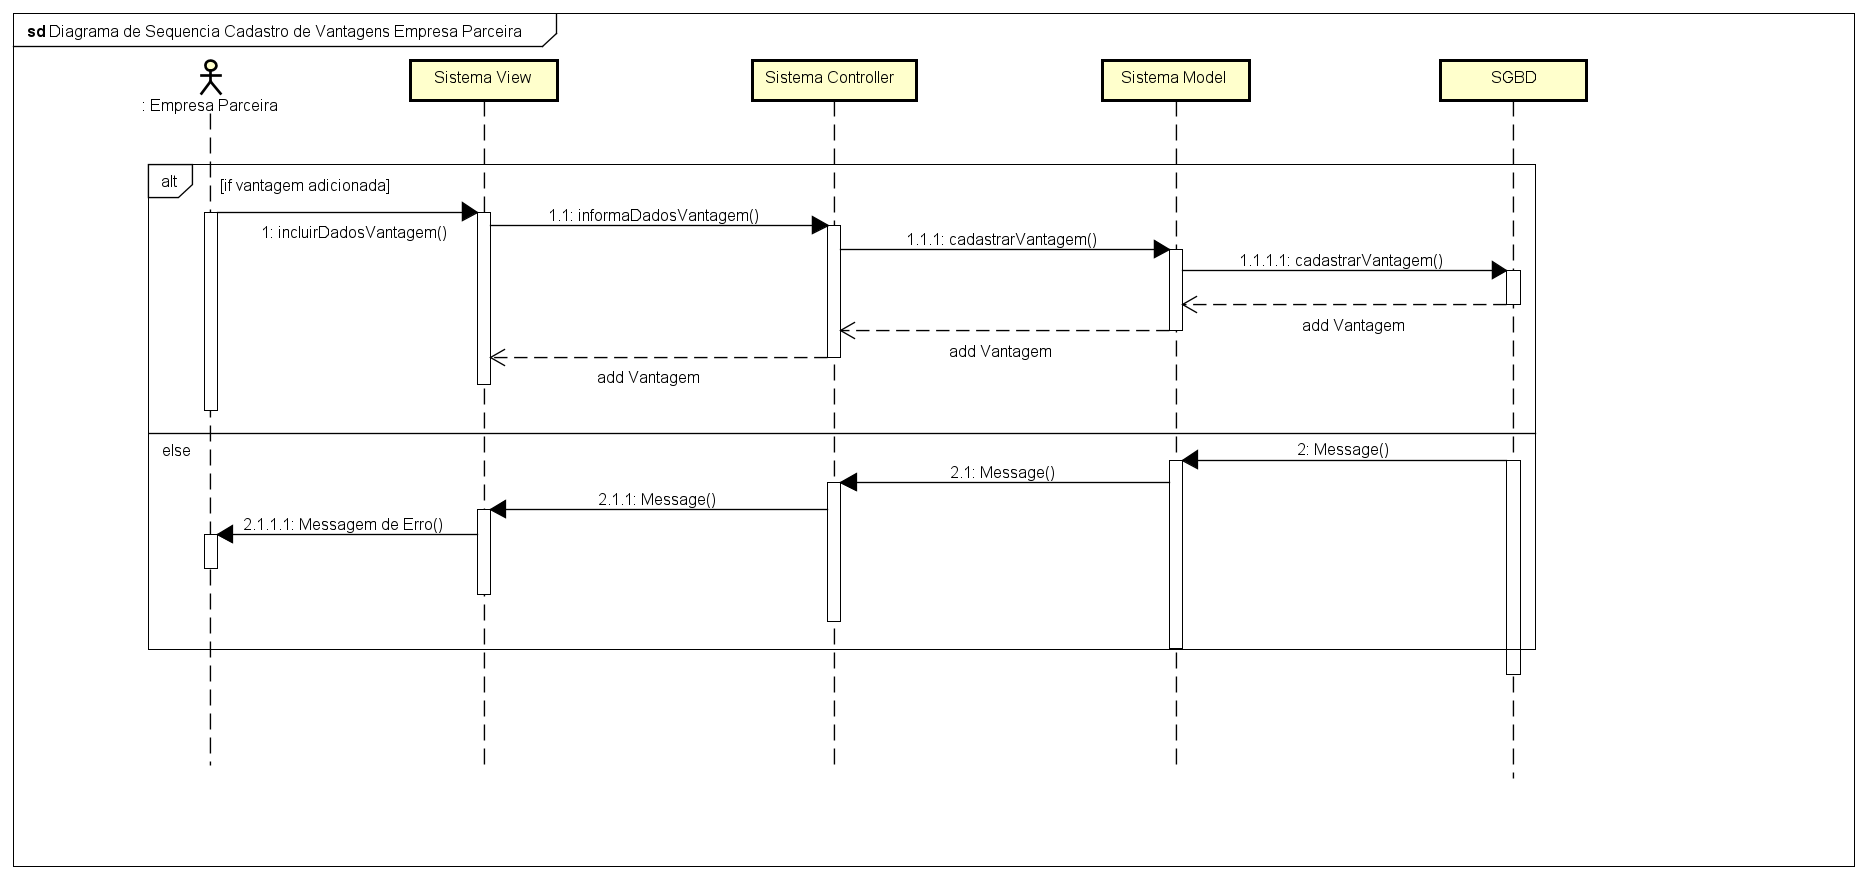 sd Diagrama de Sequencia Cadastro de Vantagens Empresa Parceira
: Empresa Parceira
Sistema View
Sistema Controller
Sistema Model
SGBD
alt
[if vantagem adicionada]
1: incluirDadosVantagem()
1.1: informaDadosVantagem()
1.1.1: cadastrarVantagem()
1.1.1.1: cadastrarVantagem()
add Vantagem
add Vantagem
add Vantagem
else
2: Message()
2.1: Message()
2.1.1: Message()
2.1.1.1: Messagem de Erro()